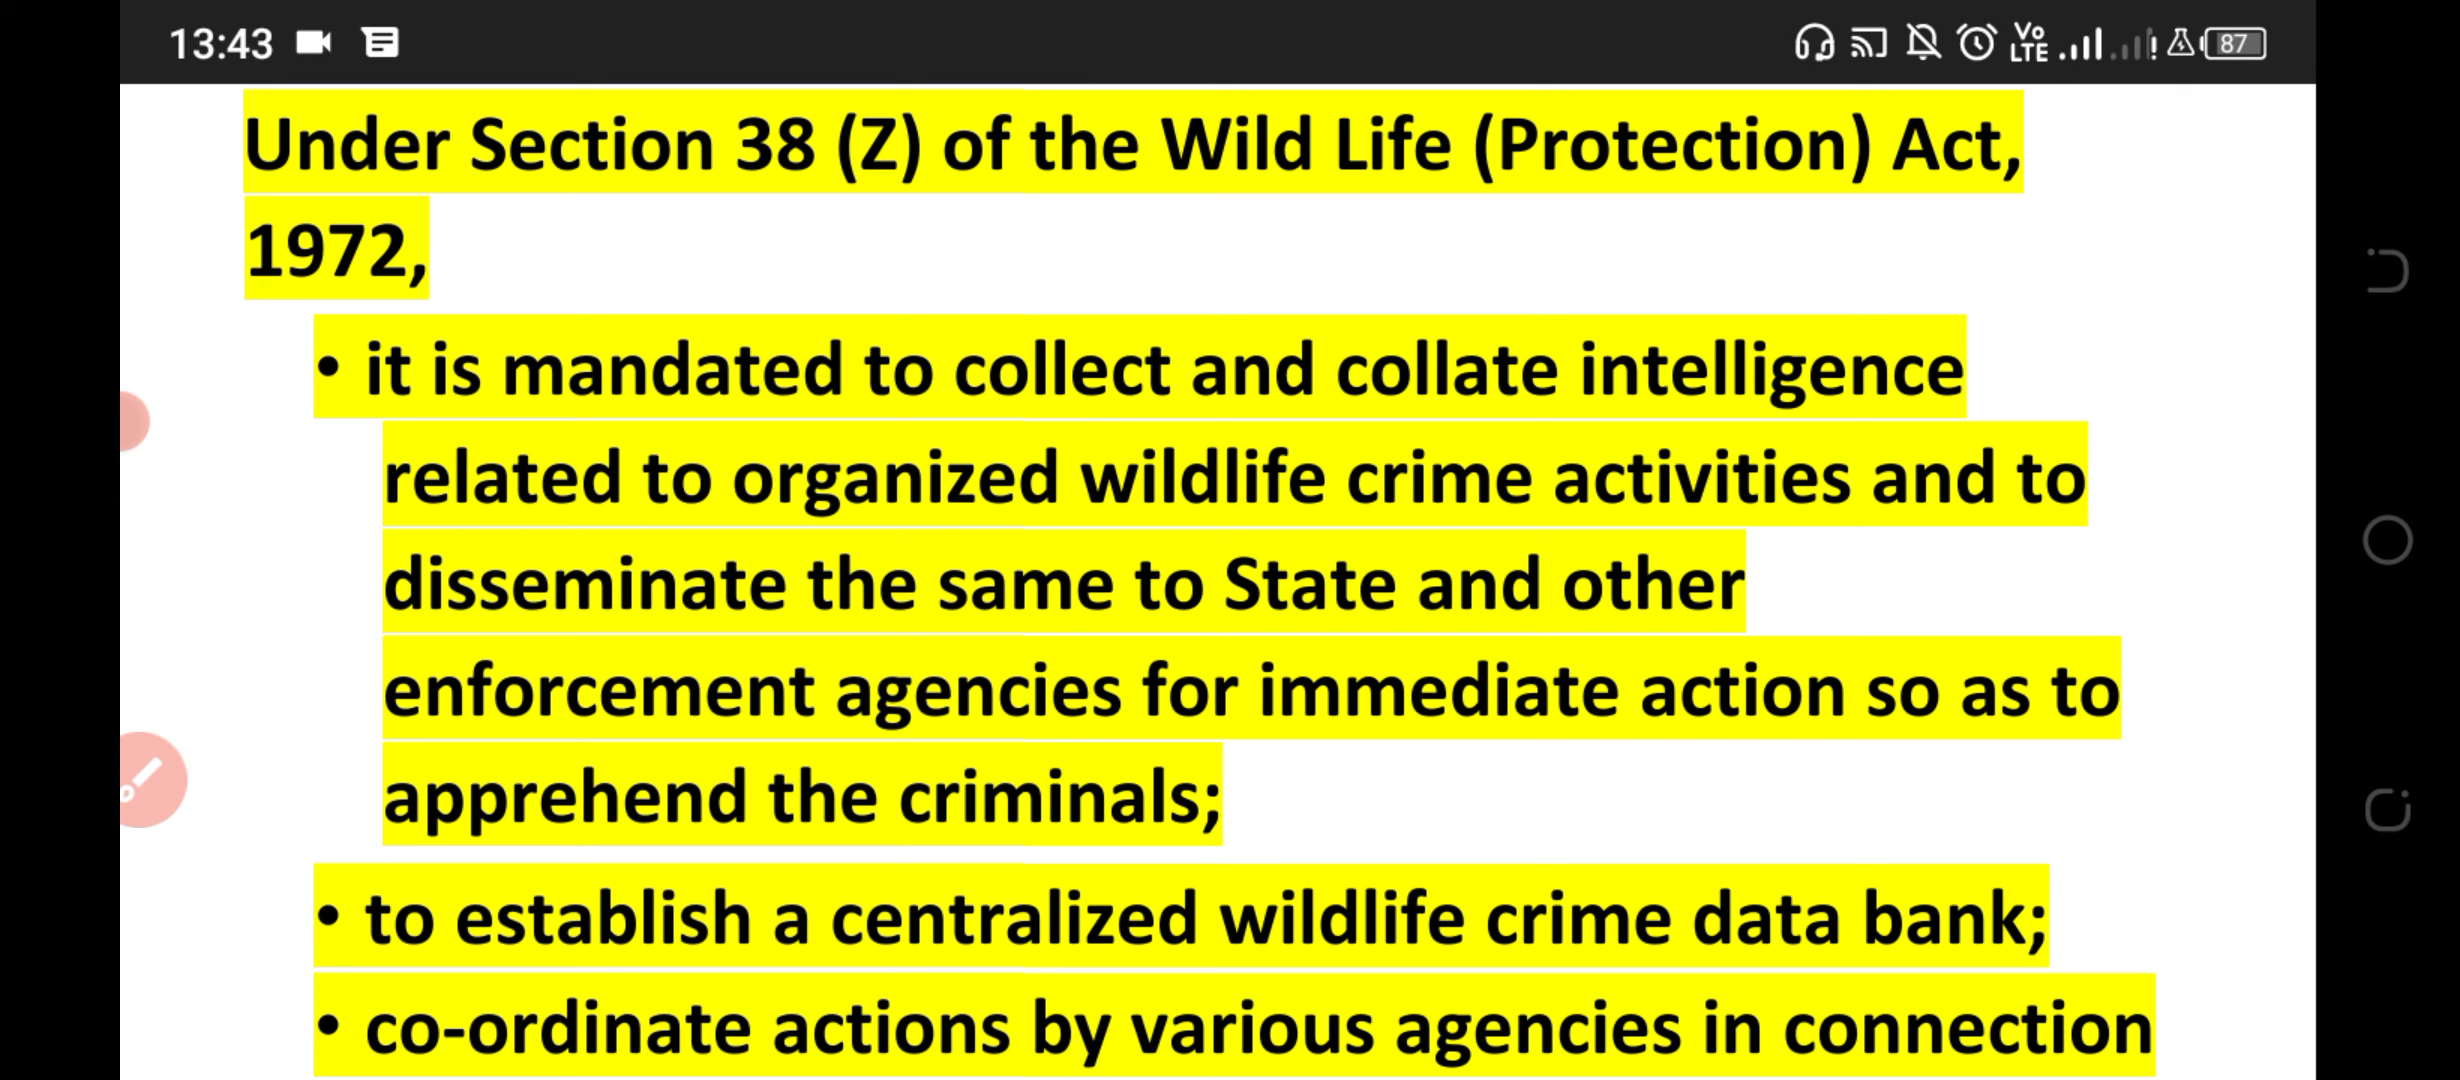 13:43 Vo LTE 87
Under Section 38 (Z) of the Wild Life (Protection) Act,
1972,
• it is mandated to collect and collate intelligence
related to organized wildlife crime activities and to
disseminate the same to State and other
enforcement agencies for immediate action so as to
apprehend the criminals;
• to establish a centralized wildlife crime data bank;
• co-ordinate actions by various agencies in connection